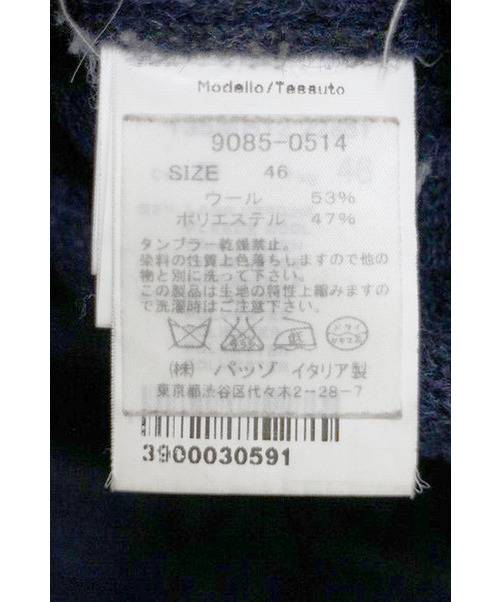 Modello/Tessuto
9085-0514
SIZE 46
ウール 53%
ポリエステル 47%
タンブラー乾燥禁止。
染料の性質上色落ちしますので他の
物と別に洗って下さい。
この製品は生地の特性上縮みますの
で洗濯時はご注意下さい。
ドライ
(株) パッゾ イタリア製
東京都渋谷区代々木2-28-7
3900030591